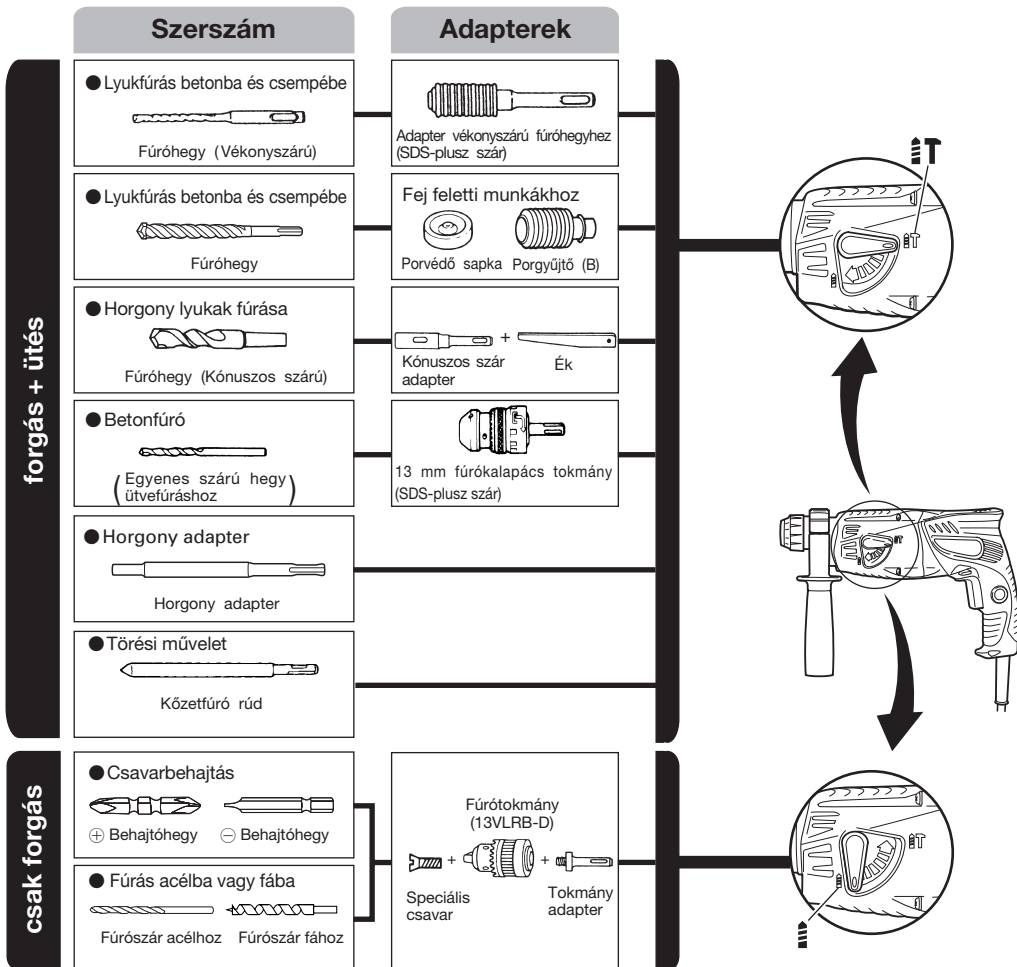 Szerszám
Adapterek
forgás + ütés
● Lyukfúrás betonba és csempébe
Fúróhegy (Vékonyszárú)
Adapter vékonyszárú fúróhegyhez
(SDS-plusz szár)
● Lyukfúrás betonba és csempébe
Fúróhegy
Fej feletti munkákhoz
Porvédő sapka Porgyűjtő (B)
● Horgony lyukak fúrása
Fúróhegy (Kónuszos szárú)
+
Kónuszos szár
adapter
Ék
● Betonfúró
(Egyenes szárú hegy
ütvefúráshoz)
13 mm fúrókalapács tokmány
(SDS-plusz szár)
● Horgony adapter
Horgony adapter
● Törési művelet
Kőzetfúró rúd
csak forgás
● Csavarbehajtás
⊕ Behajtóhegy ⊖ Behajtóhegy
● Fúrás acélba vagy fába
Fúrószár acélhoz Fúrószár fához
Fúrótokmány
(13VLRB-D)
+ +
Speciális
csavar
Tokmány
adapter